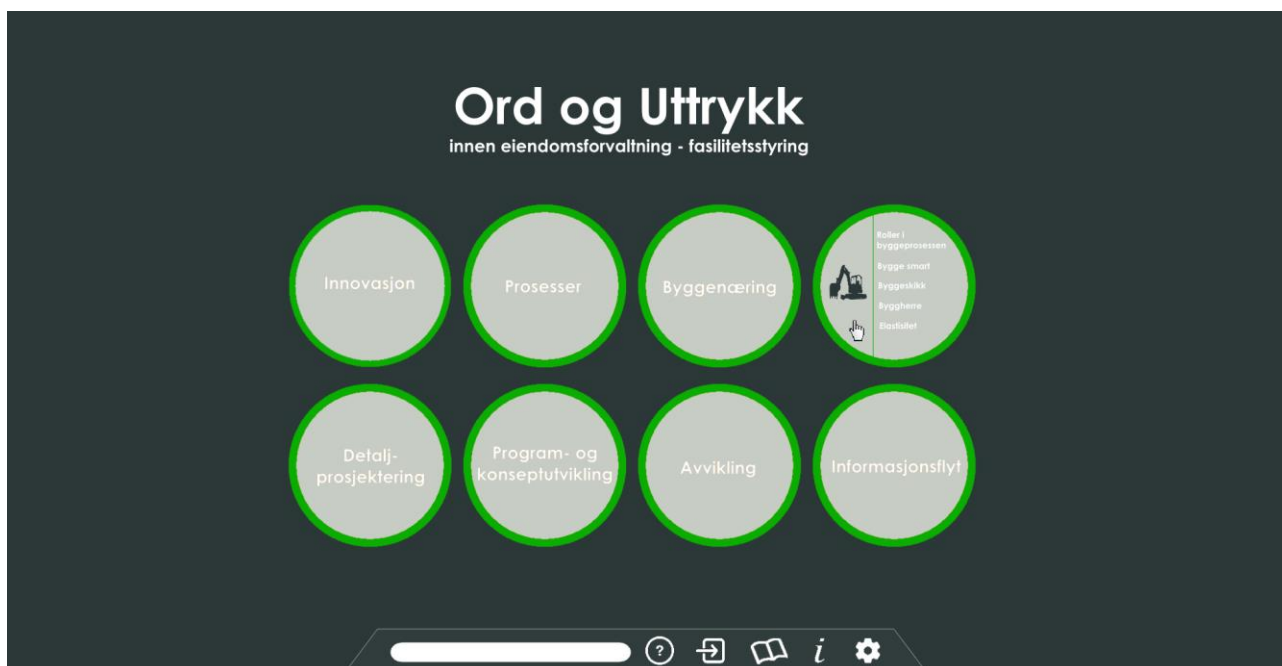 Ord og Uttrykk
innen eiendomsforvaltning - fasilitetsstyring
Innovasjon
Prosesser
Byggenæring
Roller i
byggeprosessen
Bygge smart
Byggeskikk
Byggherre
Elastisitet
Detalj-
prosjektering
Program- og
konseptutvikling
Avvikling
Informasjonsflyt
?
i